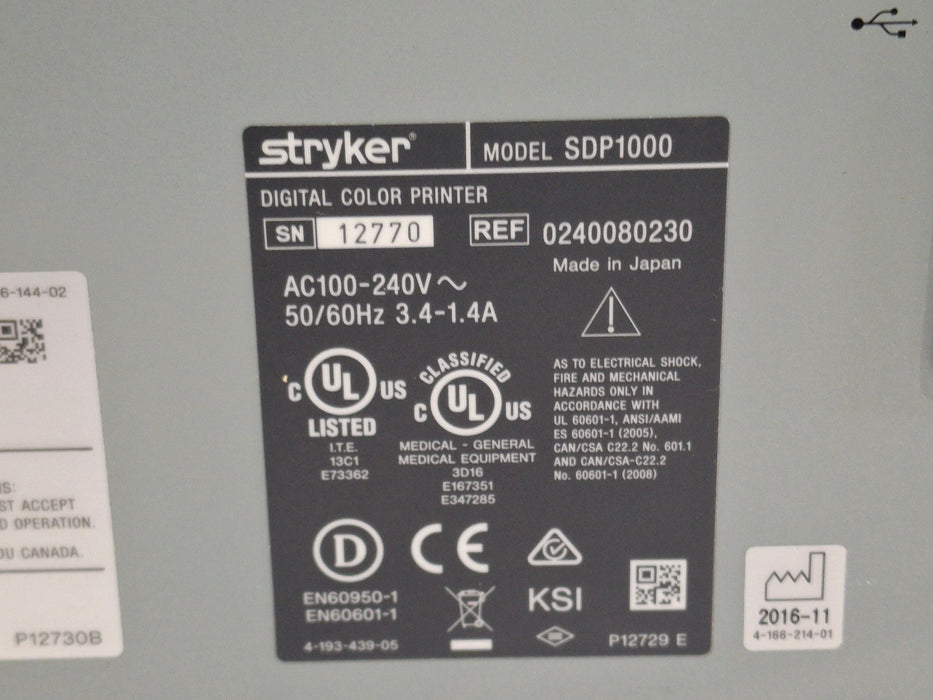 stryker®
MODEL SDP1000
DIGITAL COLOR PRINTER
SN 12770
REF 0240080230
Made in Japan
AC100-240V~
50/60Hz 3.4-1.4A
C UL US
LISTED
I.T.E.
13C1
E73362
CLASSIFIED
C UL US
MEDICAL - GENERAL
MEDICAL EQUIPMENT
3D16
E167351
E347285
AS TO ELECTRICAL SHOCK,
FIRE AND MECHANICAL
HAZARDS ONLY IN
ACCORDANCE WITH
UL 60601-1, ANSI/AAMI
ES 60601-1 (2005),
CAN/CSA C22.2 No. 601.1
AND CAN/CSA-C22.2
No. 60601-1 (2008)
D
CE
EN60950-1
EN60601-1
KSI
4-193-439-05
P12729 E
6-144-02
S:
ST ACCEPT
D OPERATION.
DU CANADA.
P12730B
2016-11
4-166-214-01